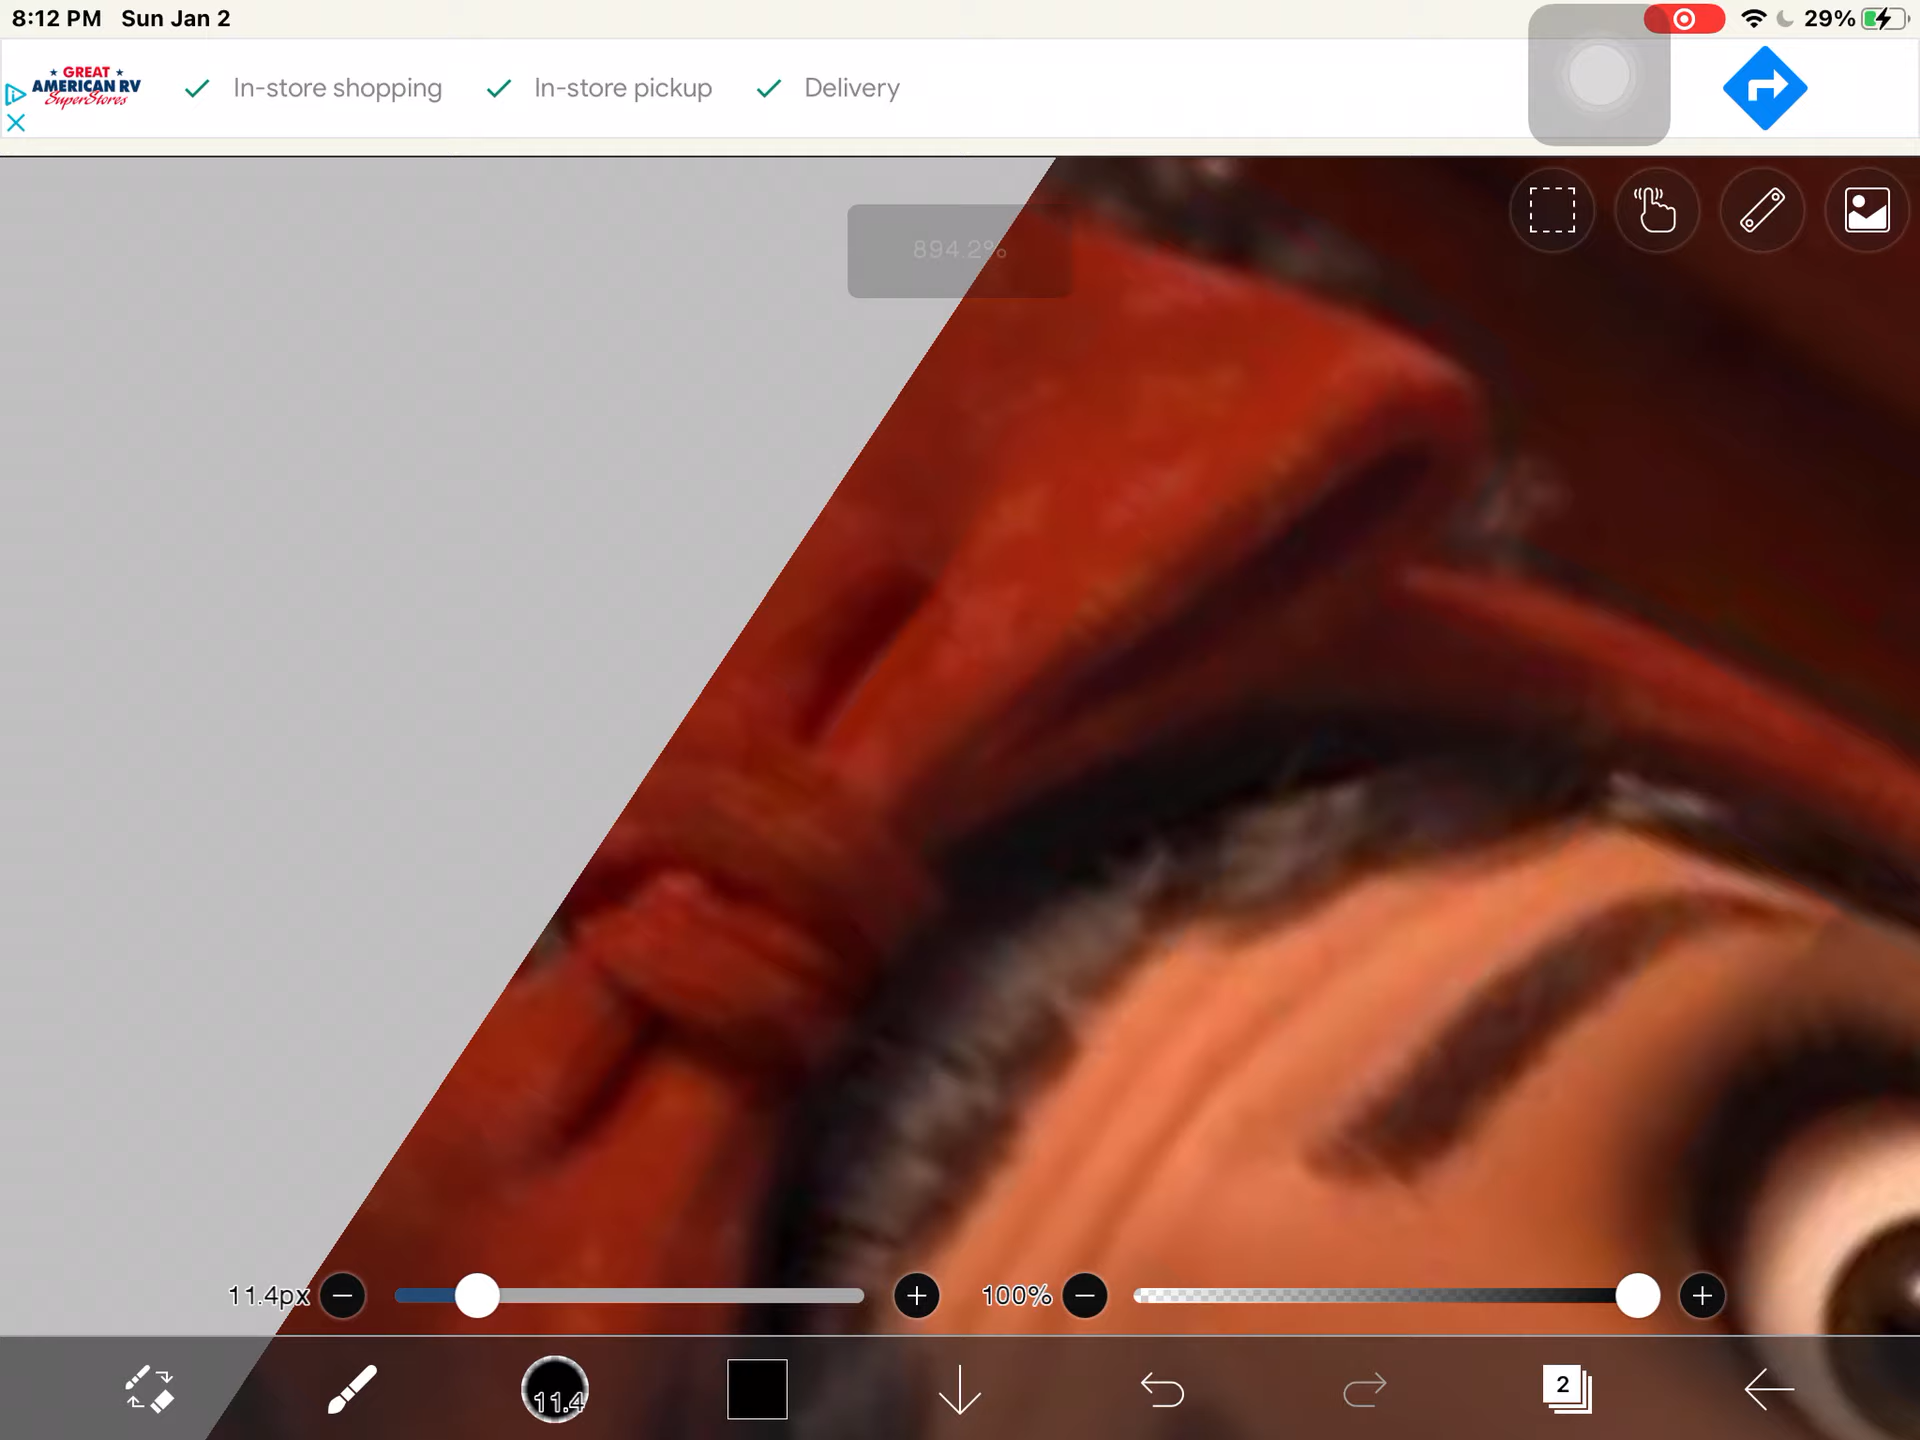 8:12 PM Sun Jan 2
29%
GREAT
AMERICAN RV
SuperStores
In-store shopping
In-store pickup
Delivery
894.2%
11.4px
100%
11.4
2